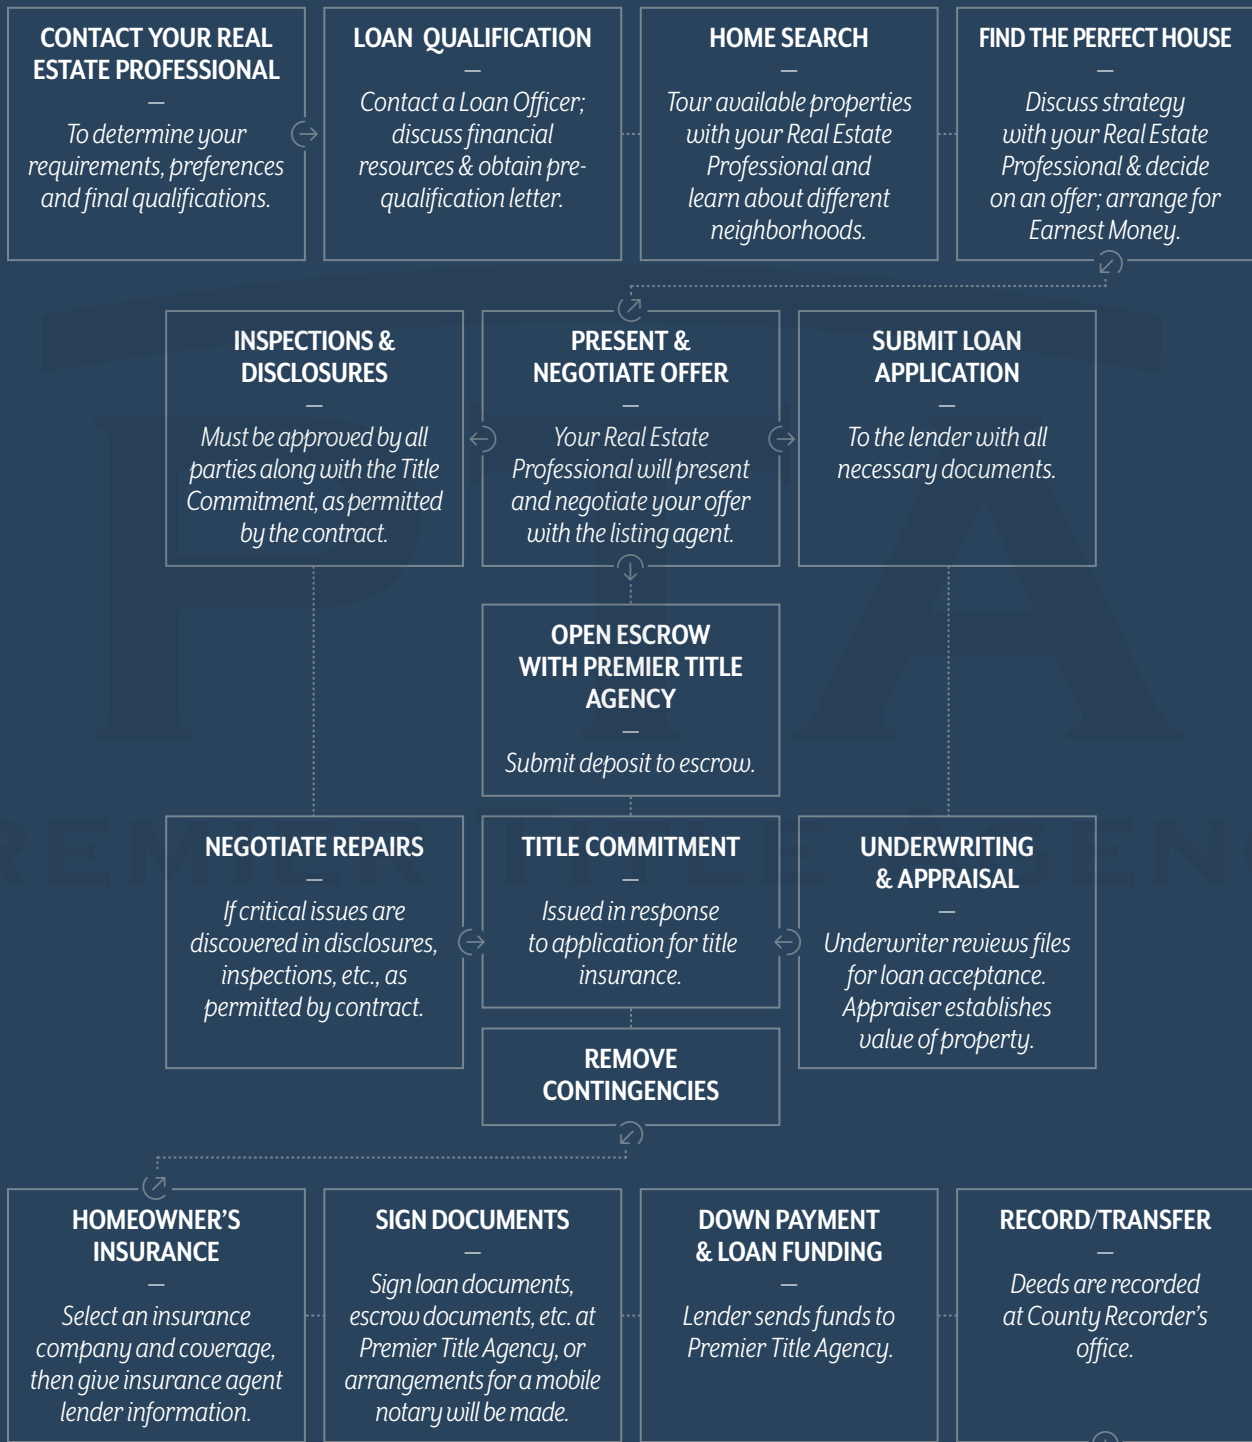 CONTACT YOUR REAL
ESTATE PROFESSIONAL
—
To determine your
requirements, preferences
and final qualifications.
LOAN QUALIFICATION
—
Contact a Loan Officer;
discuss financial
resources & obtain pre-
qualification letter.
HOME SEARCH
—
Tour available properties
with your Real Estate
Professional and
learn about different
neighborhoods.
FIND THE PERFECT HOUSE
—
Discuss strategy
with your Real Estate
Professional & decide
on an offer; arrange for
Earnest Money.
INSPECTIONS &
DISCLOSURES
—
Must be approved by all
parties along with the Title
Commitment, as permitted
by the contract.
PRESENT &
NEGOTIATE OFFER
—
Your Real Estate
Professional will present
and negotiate your offer
with the listing agent.
SUBMIT LOAN
APPLICATION
—
To the lender with all
necessary documents.
PTA
OPEN ESCROW
WITH PREMIER TITLE
AGENCY
—
Submit deposit to escrow.
NEGOTIATE REPAIRS
—
If critical issues are
discovered in disclosures,
inspections, etc., as
permitted by contract.
TITLE COMMITMENT
—
Issued in response
to application for title
insurance.
UNDERWRITING
& APPRAISAL
—
Underwriter reviews files
for loan acceptance.
Appraiser establishes
value of property.
REMIER TITLE AGEN
REMOVE
CONTINGENCIES
HOMEOWNER’S
INSURANCE
—
Select an insurance
company and coverage,
then give insurance agent
lender information.
SIGN DOCUMENTS
—
Sign loan documents,
escrow documents, etc. at
Premier Title Agency, or
arrangements for a mobile
notary will be made.
DOWN PAYMENT
& LOAN FUNDING
—
Lender sends funds to
Premier Title Agency.
RECORD/TRANSFER
—
Deeds are recorded
at County Recorder’s
office.